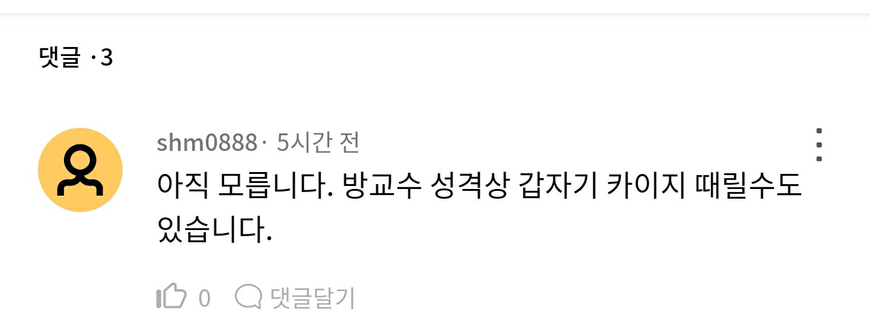 댓글 ·3
shm0888· 5시간 전
아직 모릅니다. 방교수 성격상 갑자기 카이지 때릴수도
있습니다.
0 댓글달기